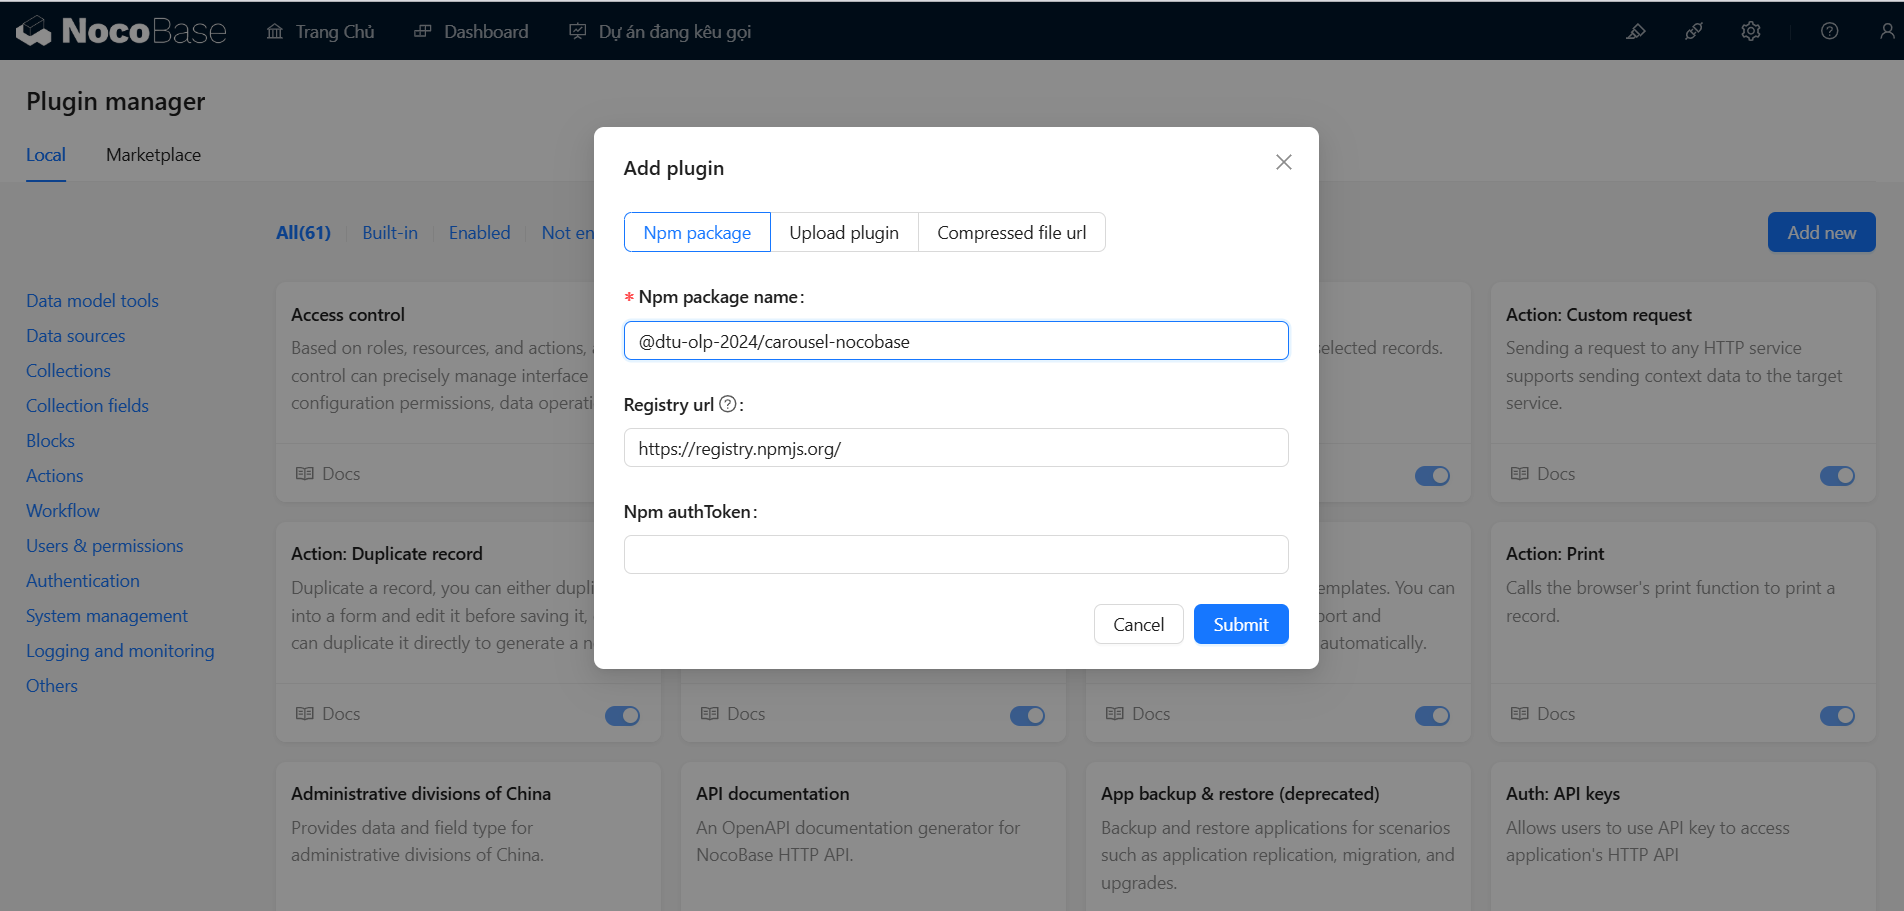 NocoBase
Trang Chủ
Dashboard
Dự án đang kêu gọi
Plugin manager
Local
Marketplace
All(61)
Built-in
Enabled
Not en
Add new
Data model tools
Data sources
Collections
Collection fields
Blocks
Actions
Workflow
Users & permissions
Authentication
System management
Logging and monitoring
Others
Add plugin
Npm package
Upload plugin
Compressed file url
* Npm package name:
@dtu-olp-2024/carousel-nocobase
Registry url :
https://registry.npmjs.org/
Npm authToken:
Cancel
Submit
Access control
Based on roles, resources, and actions,
control can precisely manage interface
configuration permissions, data operati
Docs
selected records.
Action: Custom request
Sending a request to any HTTP service
supports sending context data to the target
service.
Docs
Action: Duplicate record
Duplicate a record, you can either dupli
into a form and edit it before saving it,
can duplicate it directly to generate a n
Docs
Docs
emplates. You can
port and
automatically.
Docs
Action: Print
Calls the browser's print function to print a
record.
Docs
Administrative divisions of China
Provides data and field type for
administrative divisions of China.
API documentation
An OpenAPI documentation generator for
NocoBase HTTP API.
App backup & restore (deprecated)
Backup and restore applications for scenarios
such as application replication, migration, and
upgrades.
Auth: API keys
Allows users to use API key to access
application's HTTP API